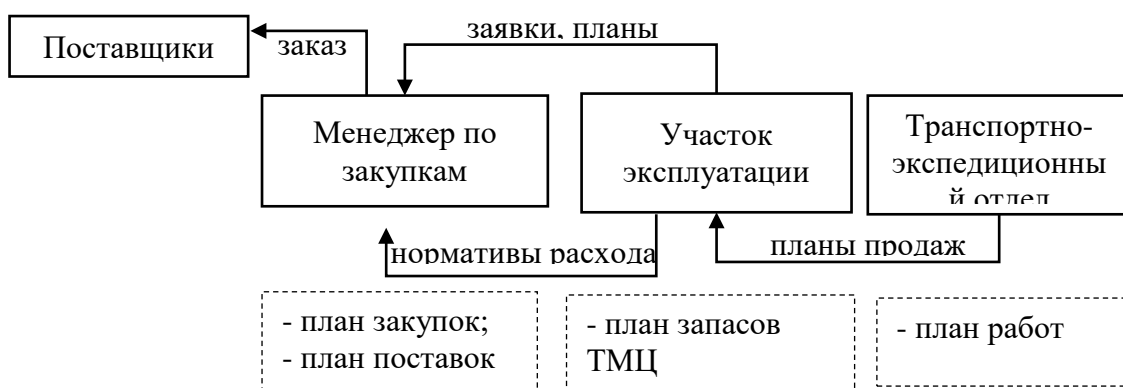 Поставщики
заказ
заявки, планы
Менеджер по
закупкам
Участок
эксплуатации
Транспортно-
экспедиционны
й отдел
нормативы расхода
планы продаж
- план закупок;
- план поставок
- план запасов
ТМЦ
- план работ